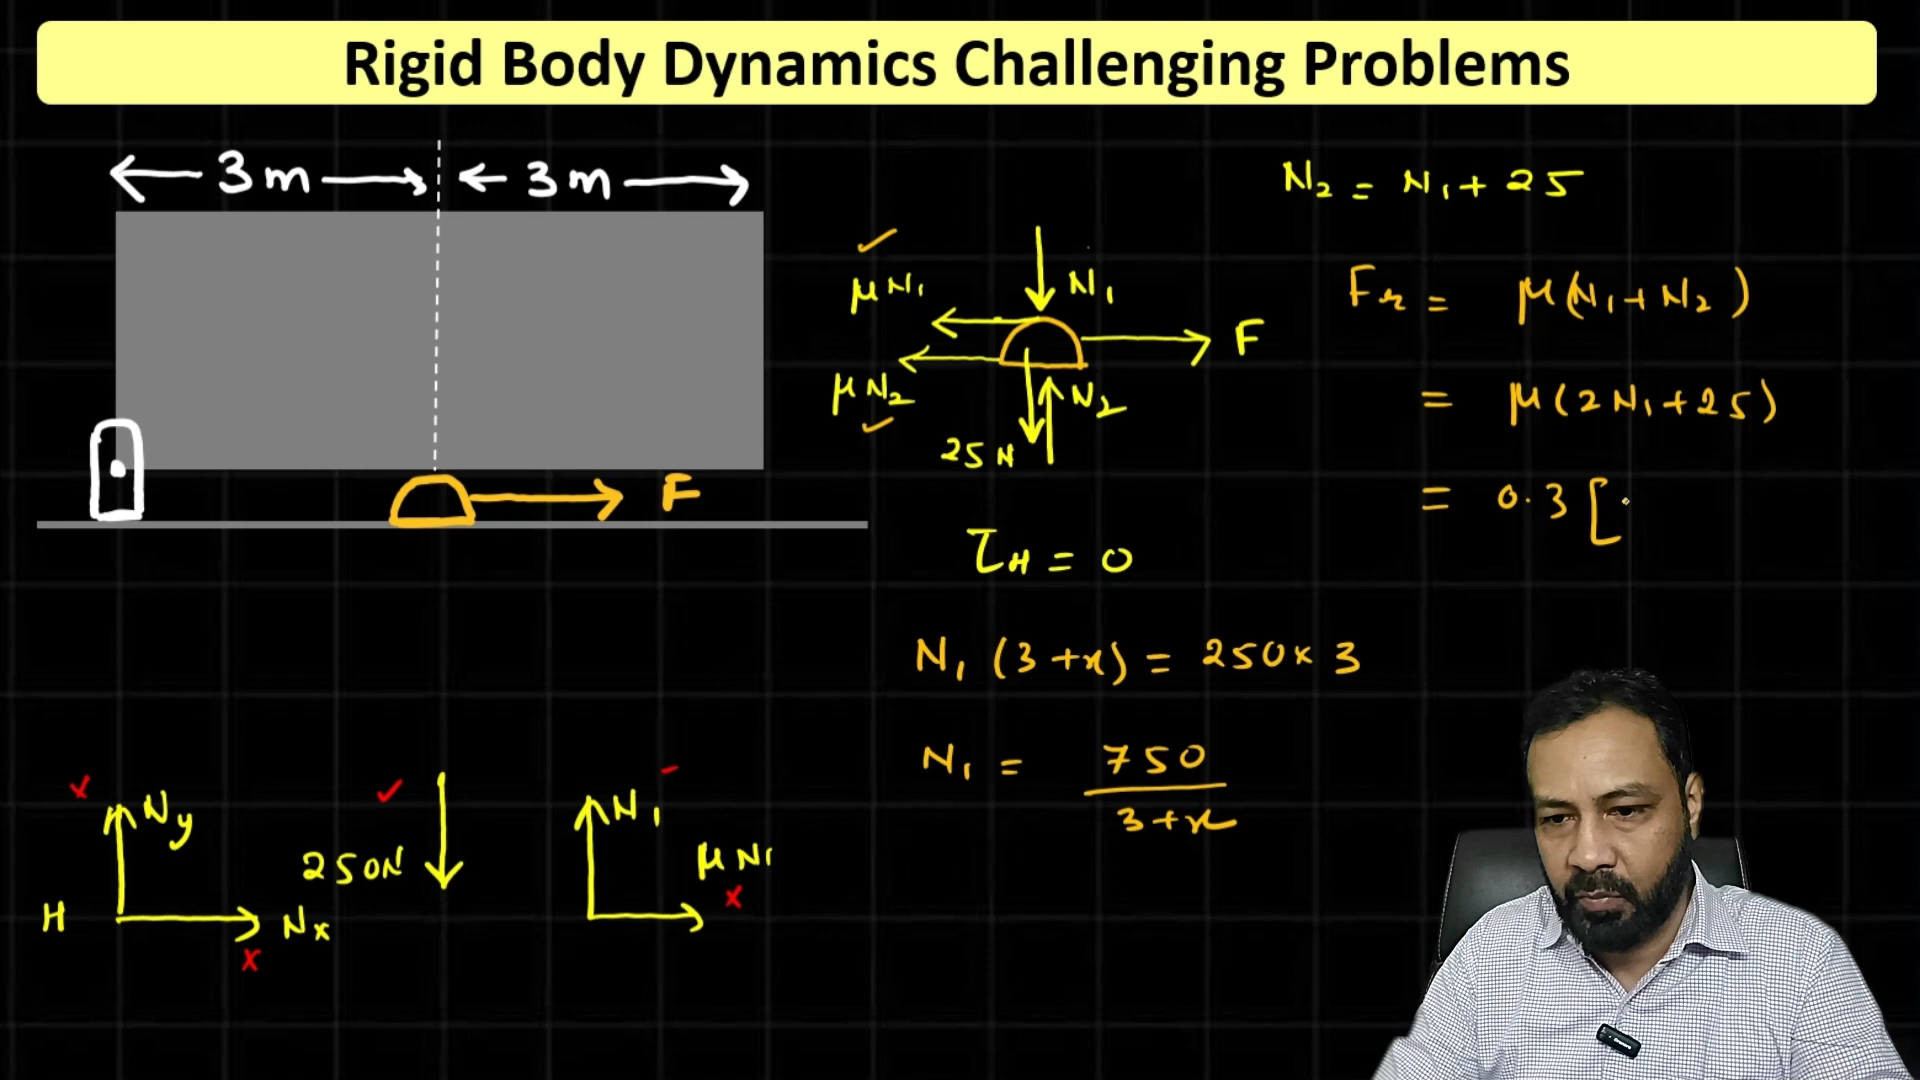 Rigid Body Dynamics Challenging Problems
3m 3m
F
N₂ = N₁ + 25
μN₁
N₁
F
μN₂
N₂
25N
Fr = μ(N₁ + N₂)
= μ(2N₁ + 25)
= 0.3 [
τH = 0
N₁ (3 + x) = 250 × 3
N₁ = 750 / 3 + x
Ny
250N
H
Nx
N₁
μN₁